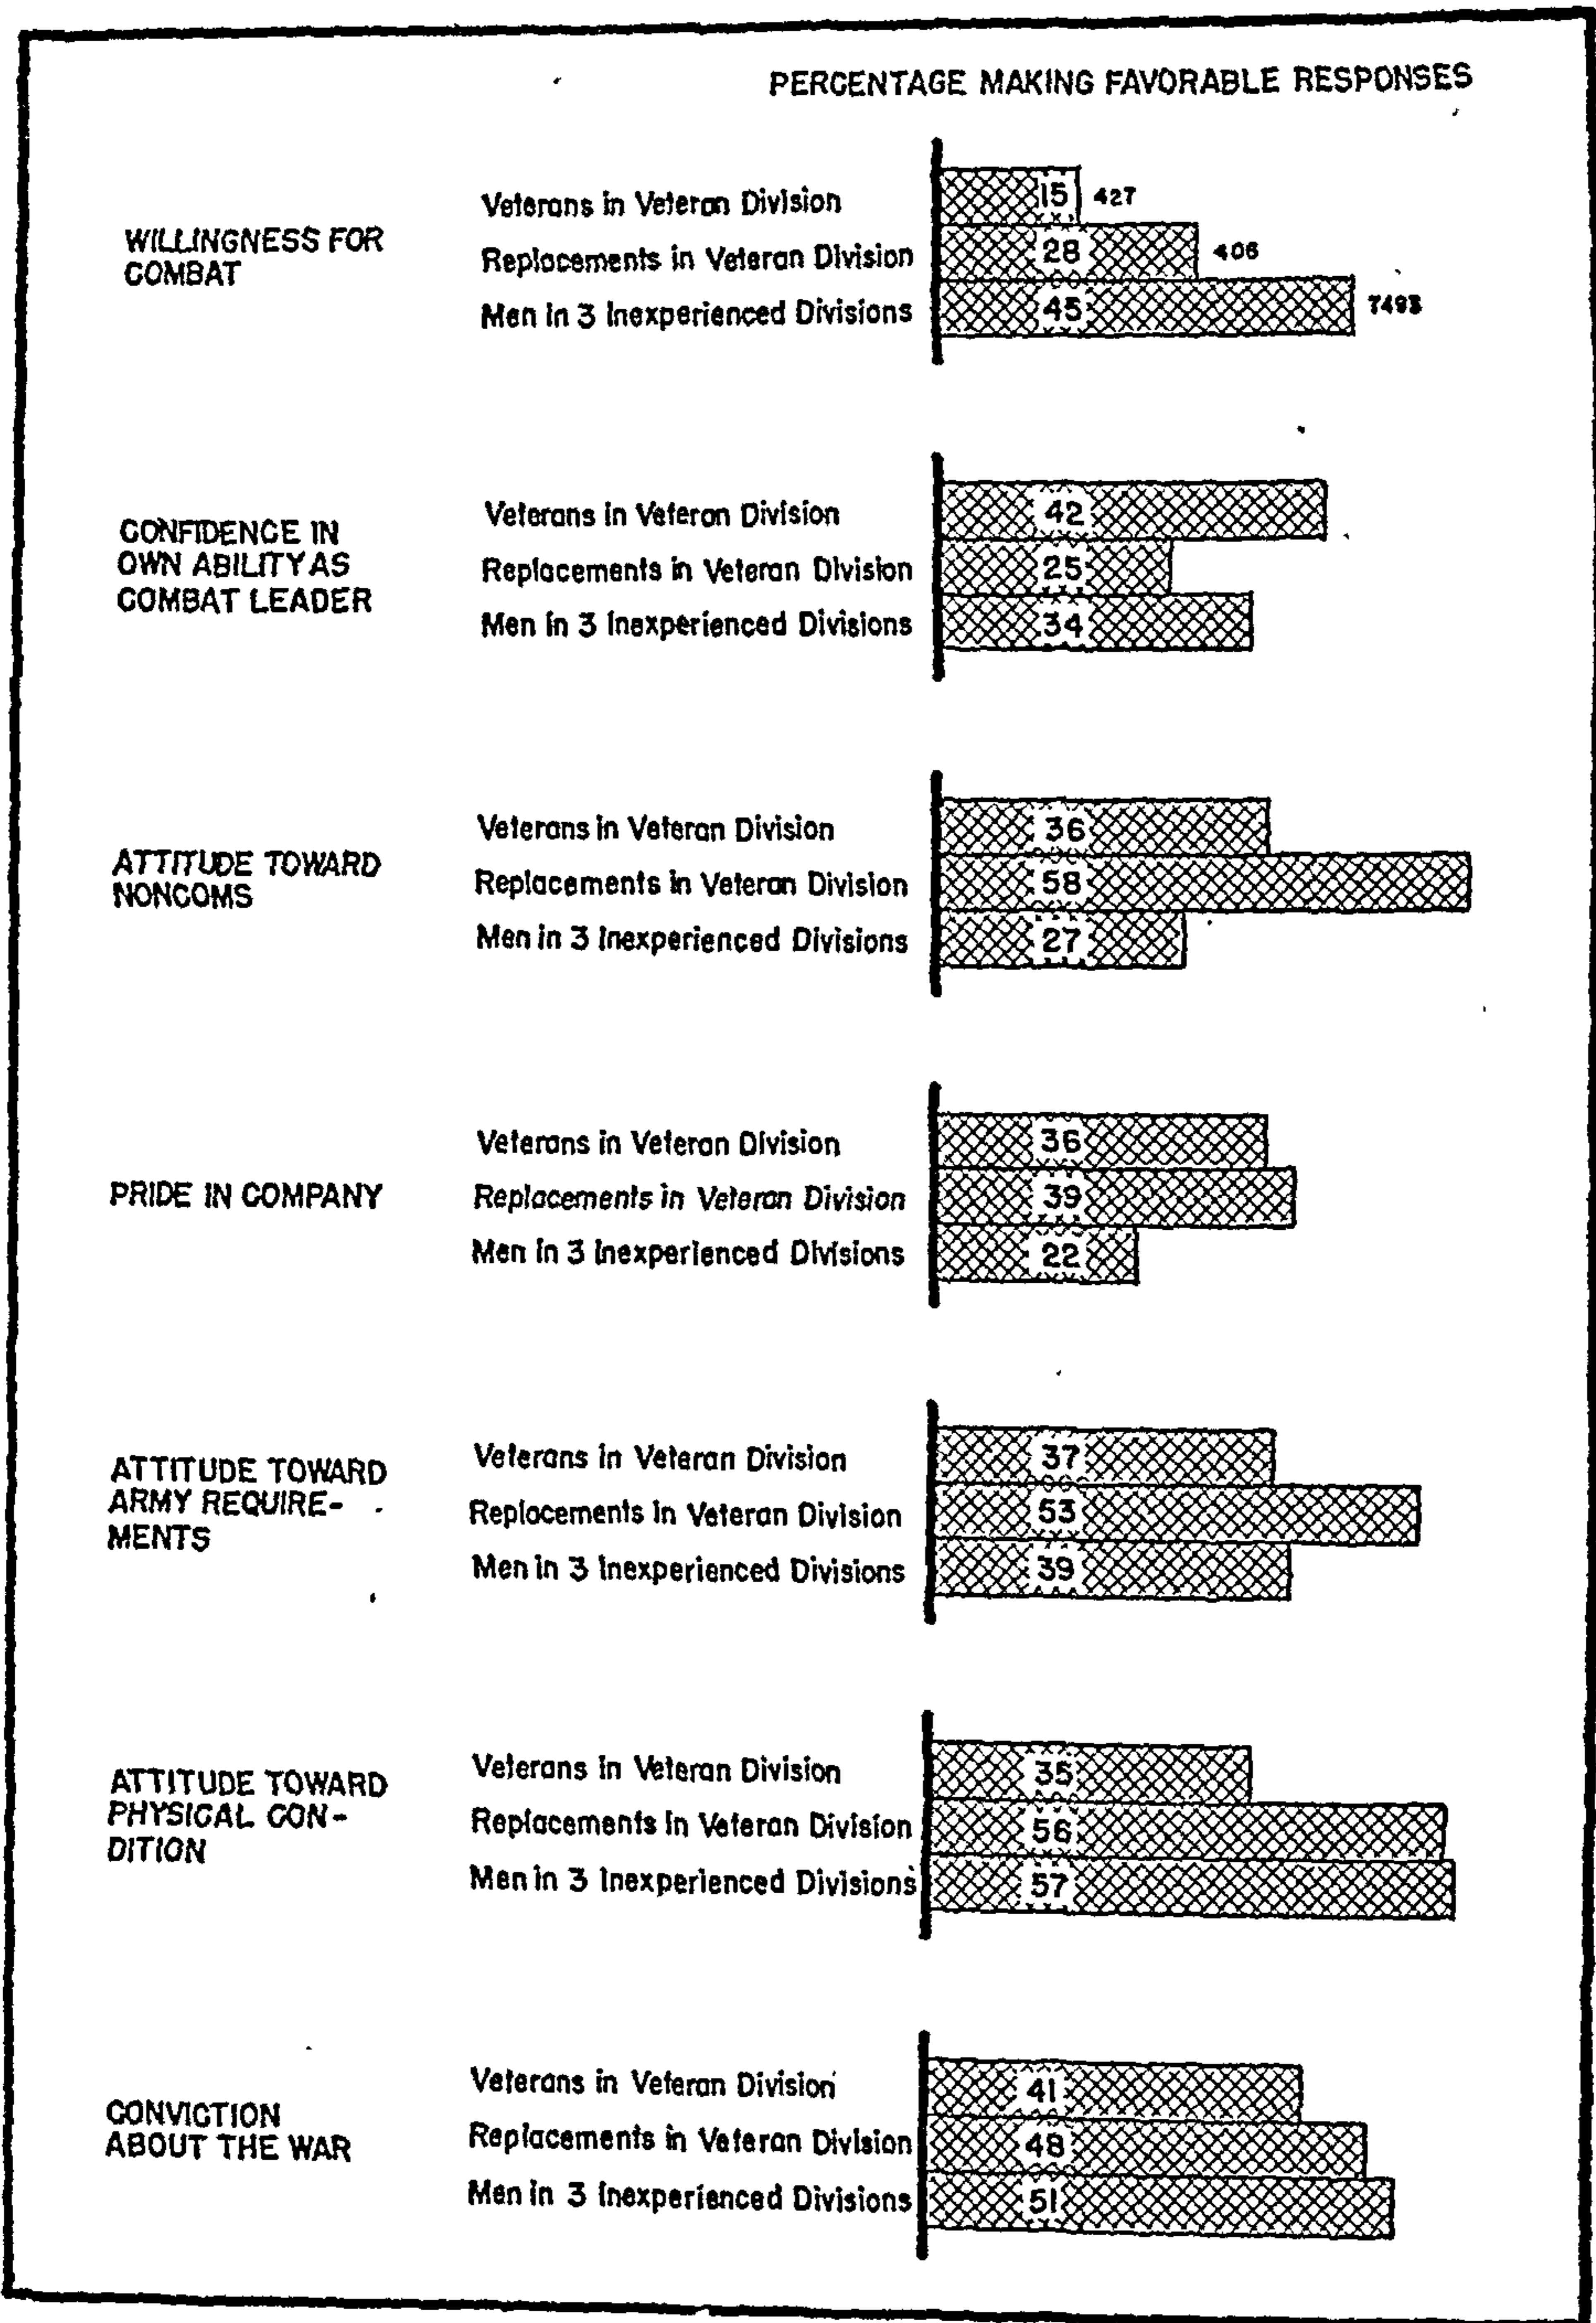 PERCENTAGE MAKING FAVORABLE RESPONSES
WILLINGNESS FOR
COMBAT
Veterans in Veteran Division 15 427
Replacements in Veteran Division 28 406
Men in 3 Inexperienced Divisions 45 7493
CONFIDENCE IN
OWN ABILITY AS
COMBAT LEADER
Veterans in Veteran Division 42
Replacements in Veteran Division 25
Men in 3 Inexperienced Divisions 34
ATTITUDE TOWARD
NONCOMS
Veterans in Veteran Division 36
Replacements in Veteran Division 58
Men in 3 Inexperienced Divisions 27
PRIDE IN COMPANY
Veterans in Veteran Division 36
Replacements in Veteran Division 39
Men in 3 Inexperienced Divisions 22
ATTITUDE TOWARD
ARMY REQUIRE-
MENTS
Veterans in Veteran Division 37
Replacements in Veteran Division 53
Men in 3 Inexperienced Divisions 39
ATTITUDE TOWARD
PHYSICAL CON-
DITION
Veterans in Veteran Division 35
Replacements in Veteran Division 56
Men in 3 Inexperienced Divisions 57
CONVICTION
ABOUT THE WAR
Veterans in Veteran Division 41
Replacements in Veteran Division 48
Men in 3 Inexperienced Divisions 51